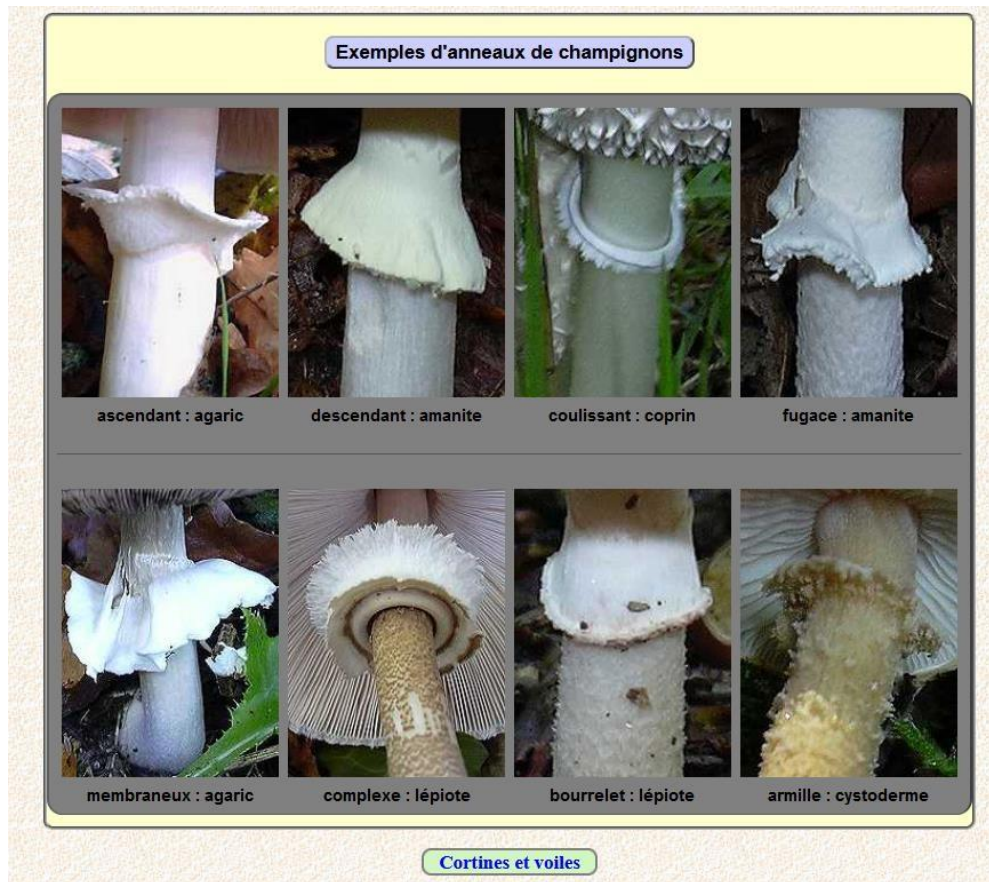 Exemples d'anneaux de champignons
ascendant : agaric
descendant : amanite
coulissant : coprin
fugace : amanite
membraneux : agaric
complexe : lépiote
bourrelet : lépiote
armille : cystoderme
Cortines et voiles